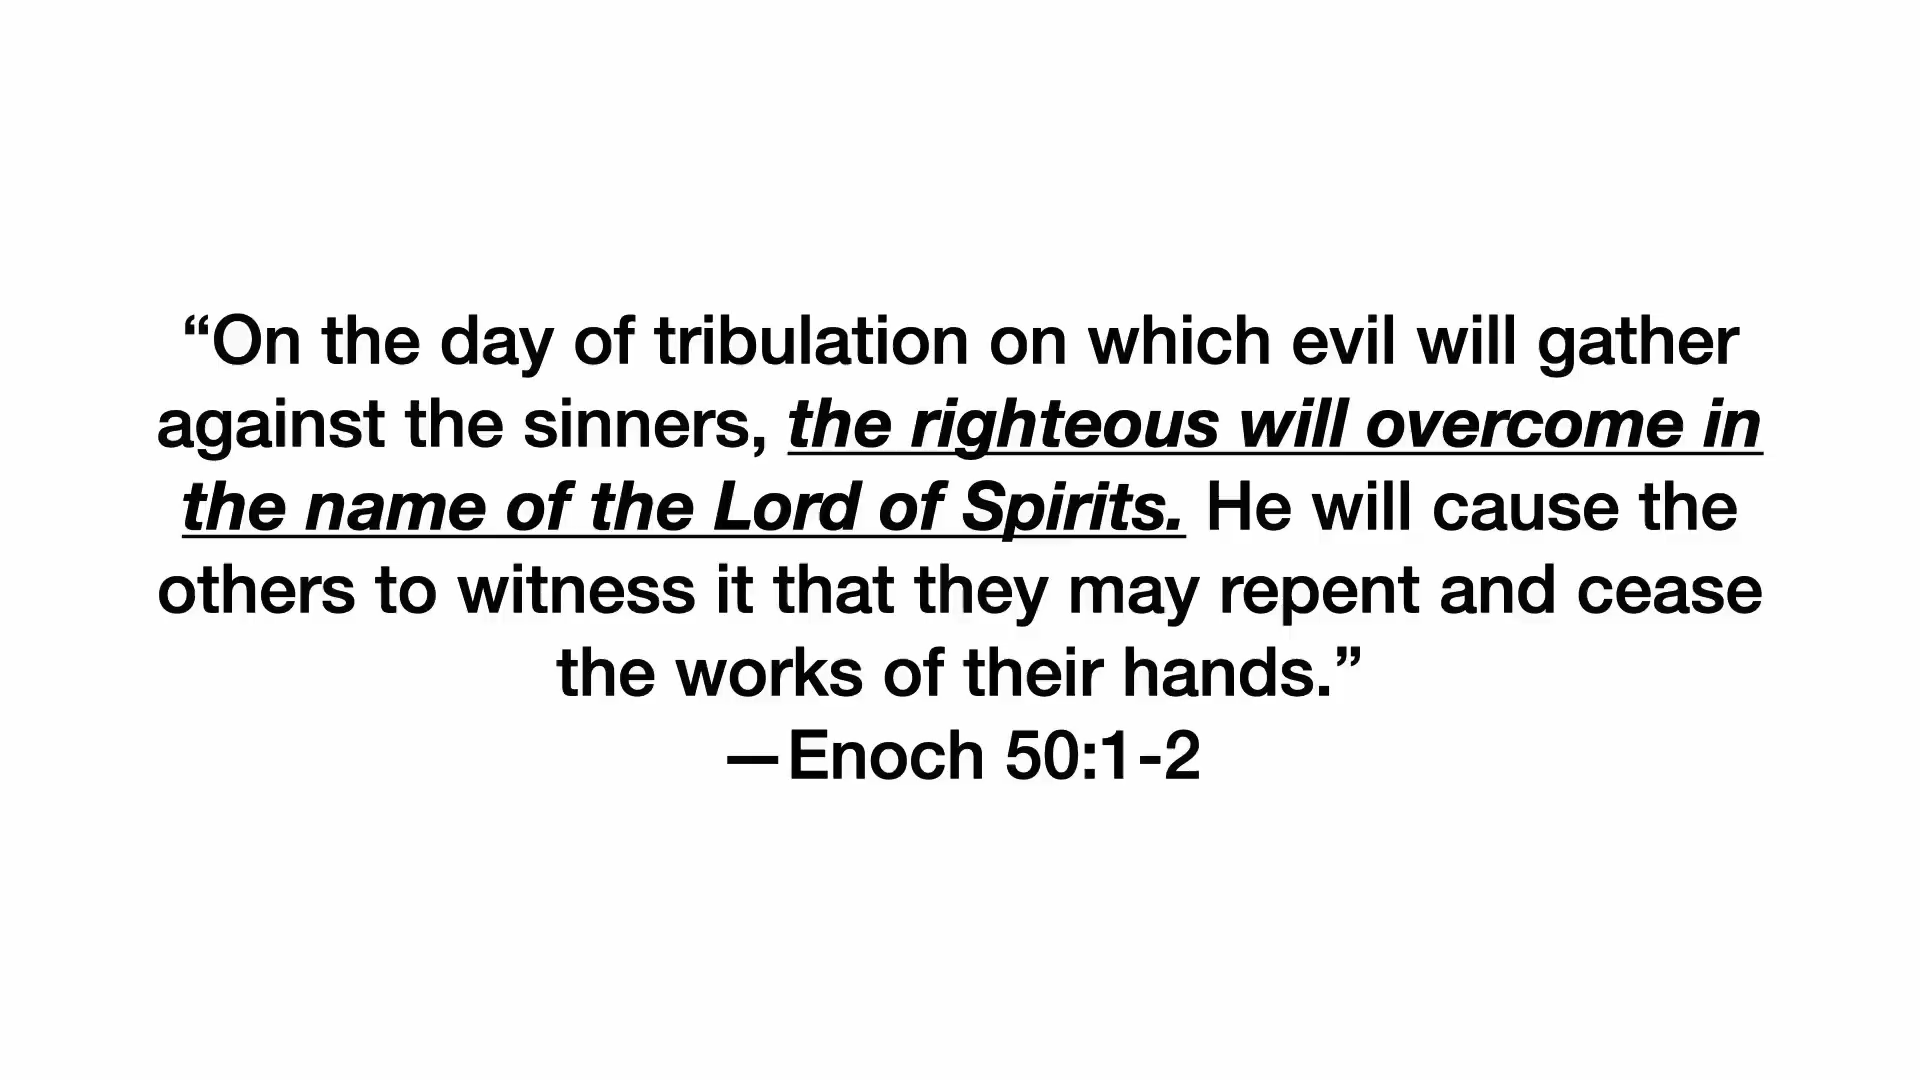 “On the day of tribulation on which evil will gather
against the sinners, the righteous will overcome in
the name of the Lord of Spirits. He will cause the
others to witness it that they may repent and cease
the works of their hands.”
—Enoch 50:1-2